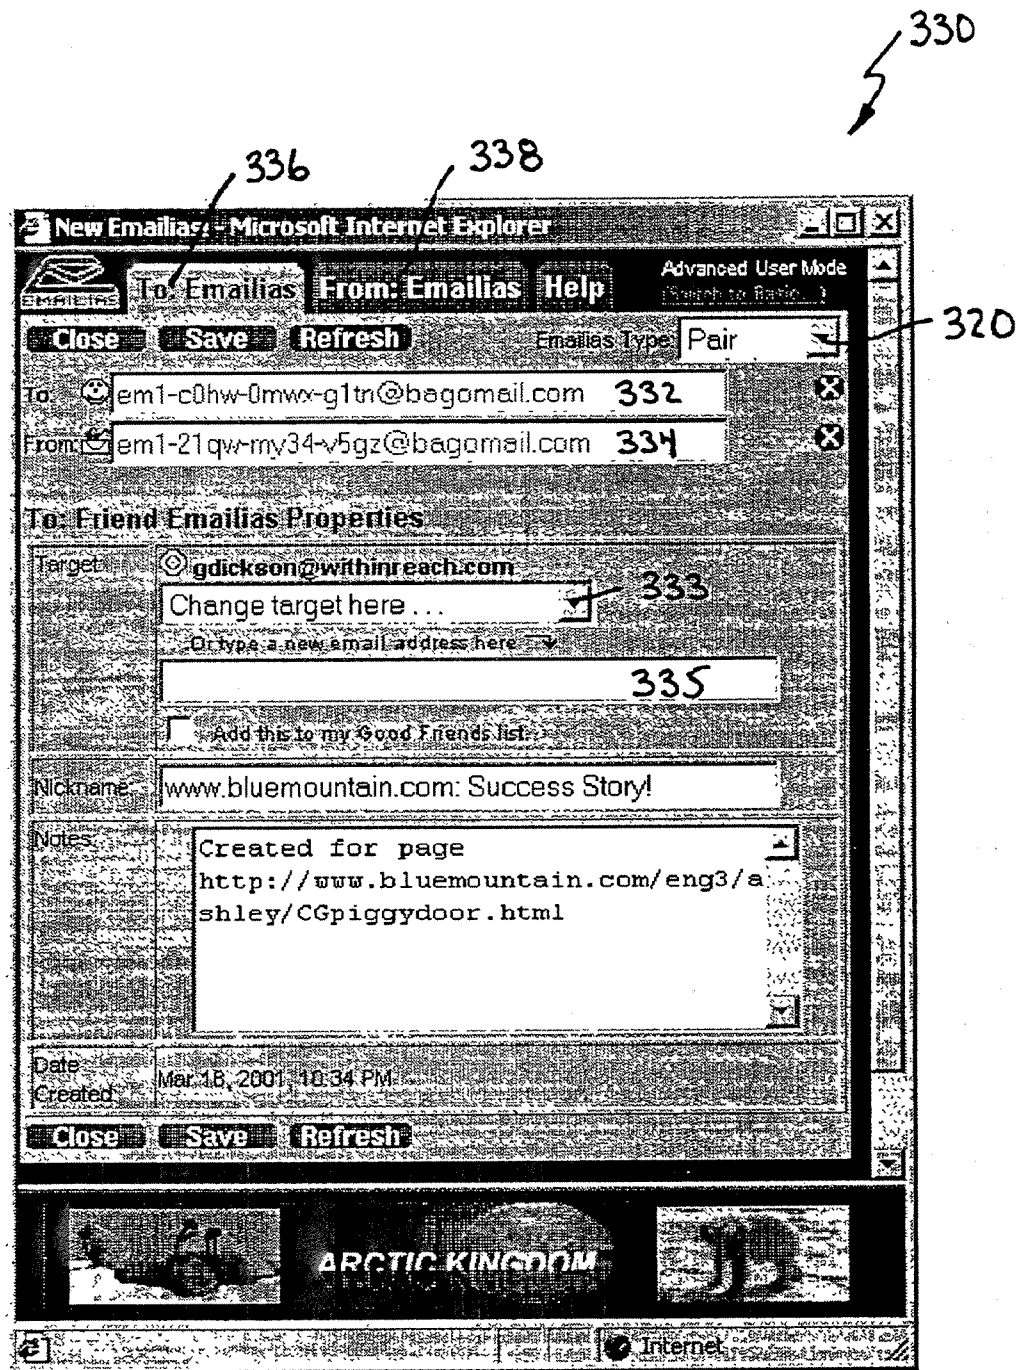 330
336
338
New Emailias: - Microsoft Internet Explorer
EMAILIAS
To: Emailias From: Emailias Help
Advanced User Mode
(Switch to Basic...)
Close Save Refresh Emailias Type: Pair 320
To: em1-c0hw-0mwx-g1tn@bagomail.com 332
From: em1-21qw-my34-v5gz@bagomail.com 334
To: Friend Emailias Properties
Target: gdickson@withinreach.com
Change target here ... 333
Or type a new email address here
335
Add this to my Good Friends list.
Nickname: www.bluemountain.com: Success Story!
Notes: Created for page
http://www.bluemountain.com/eng3/a
shley/CGpiggydoor.html
Date
Created Mar 18, 2001, 10:34 PM
Close Save Refresh
ARCTIC KINGDOM
Internet